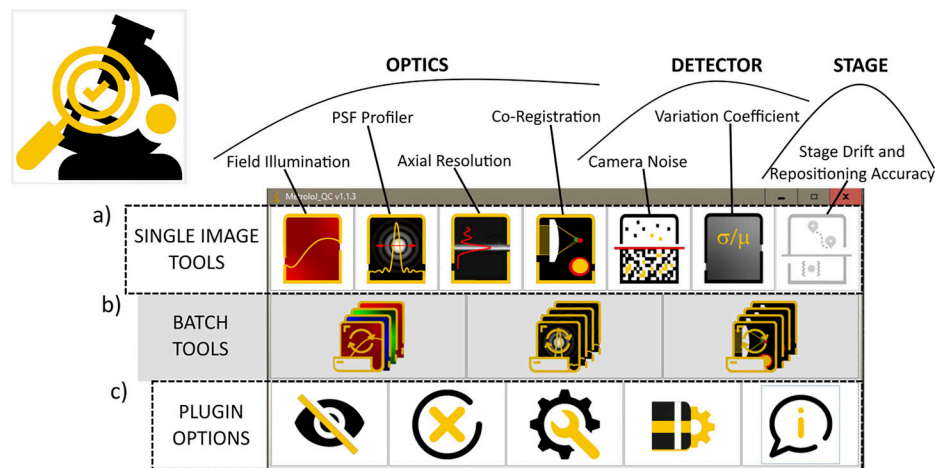 OPTICS
DETECTOR
STAGE
PSF Profiler
Co-Registration
Variation Coefficient
Field Illumination
Axial Resolution
Camera Noise
Stage Drift and
Repositioning Accuracy
MetroloJ_QC v1.1.3
a)
SINGLE IMAGE
TOOLS
σ/μ
b)
BATCH
TOOLS
c)
PLUGIN
OPTIONS
i